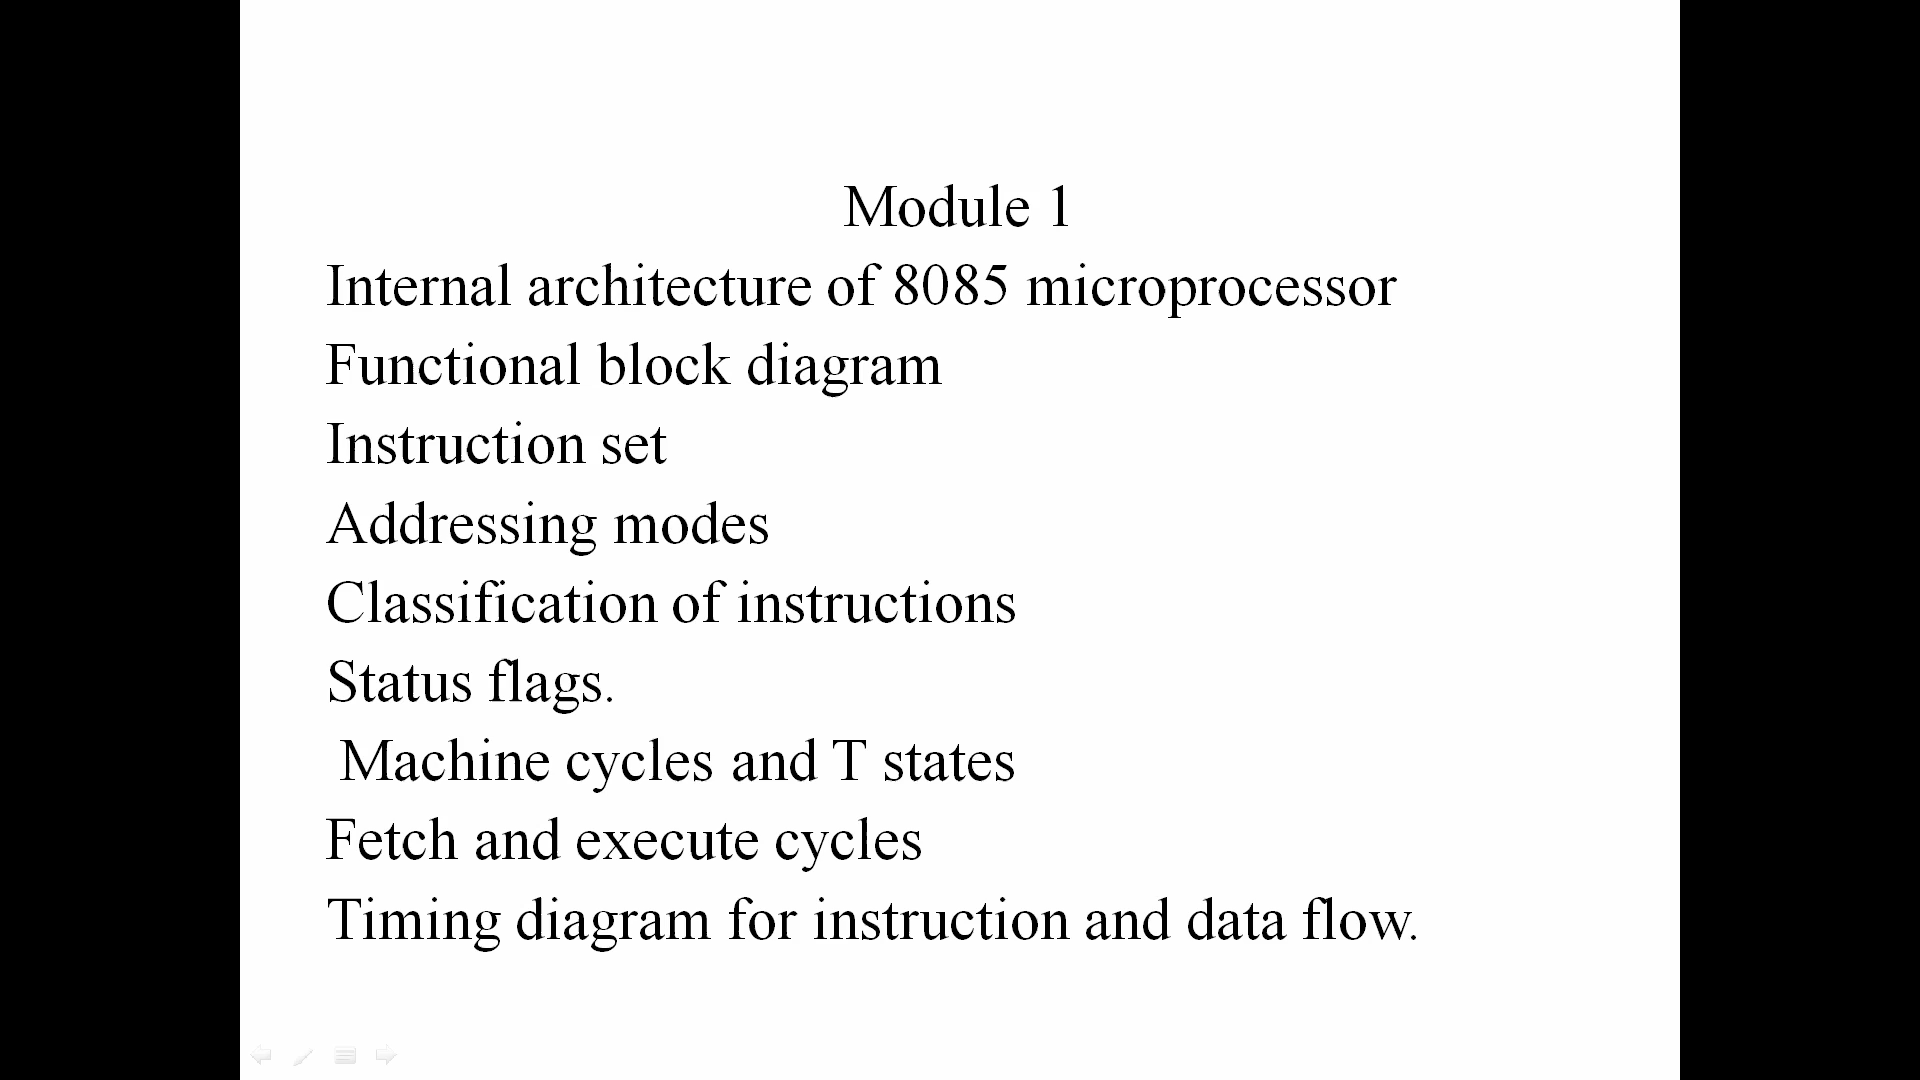 Module 1
Internal architecture of 8085 microprocessor
Functional block diagram
Instruction set
Addressing modes
Classification of instructions
Status flags.
Machine cycles and T states
Fetch and execute cycles
Timing diagram for instruction and data flow.